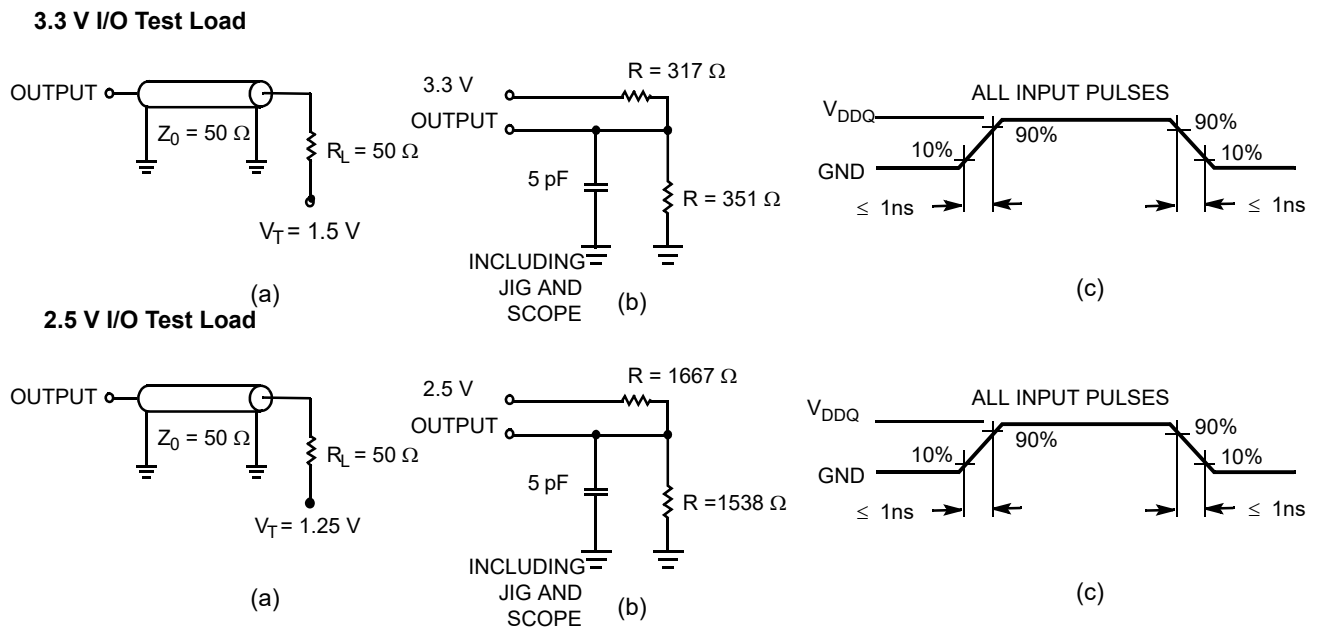 3.3 V I/O Test Load
OUTPUT
Z0 = 50 Ω
RL = 50 Ω
VT = 1.5 V
(a)
3.3 V
OUTPUT
R = 317 Ω
5 pF
R = 351 Ω
INCLUDING
JIG AND
SCOPE
(b)
ALL INPUT PULSES
VDDQ
GND
10%
90%
90%
10%
≤ 1ns
≤ 1ns
(c)
2.5 V I/O Test Load
OUTPUT
Z0 = 50 Ω
RL = 50 Ω
VT = 1.25 V
(a)
2.5 V
OUTPUT
R = 1667 Ω
5 pF
R =1538 Ω
INCLUDING
JIG AND
SCOPE
(b)
ALL INPUT PULSES
VDDQ
GND
10%
90%
90%
10%
≤ 1ns
≤ 1ns
(c)